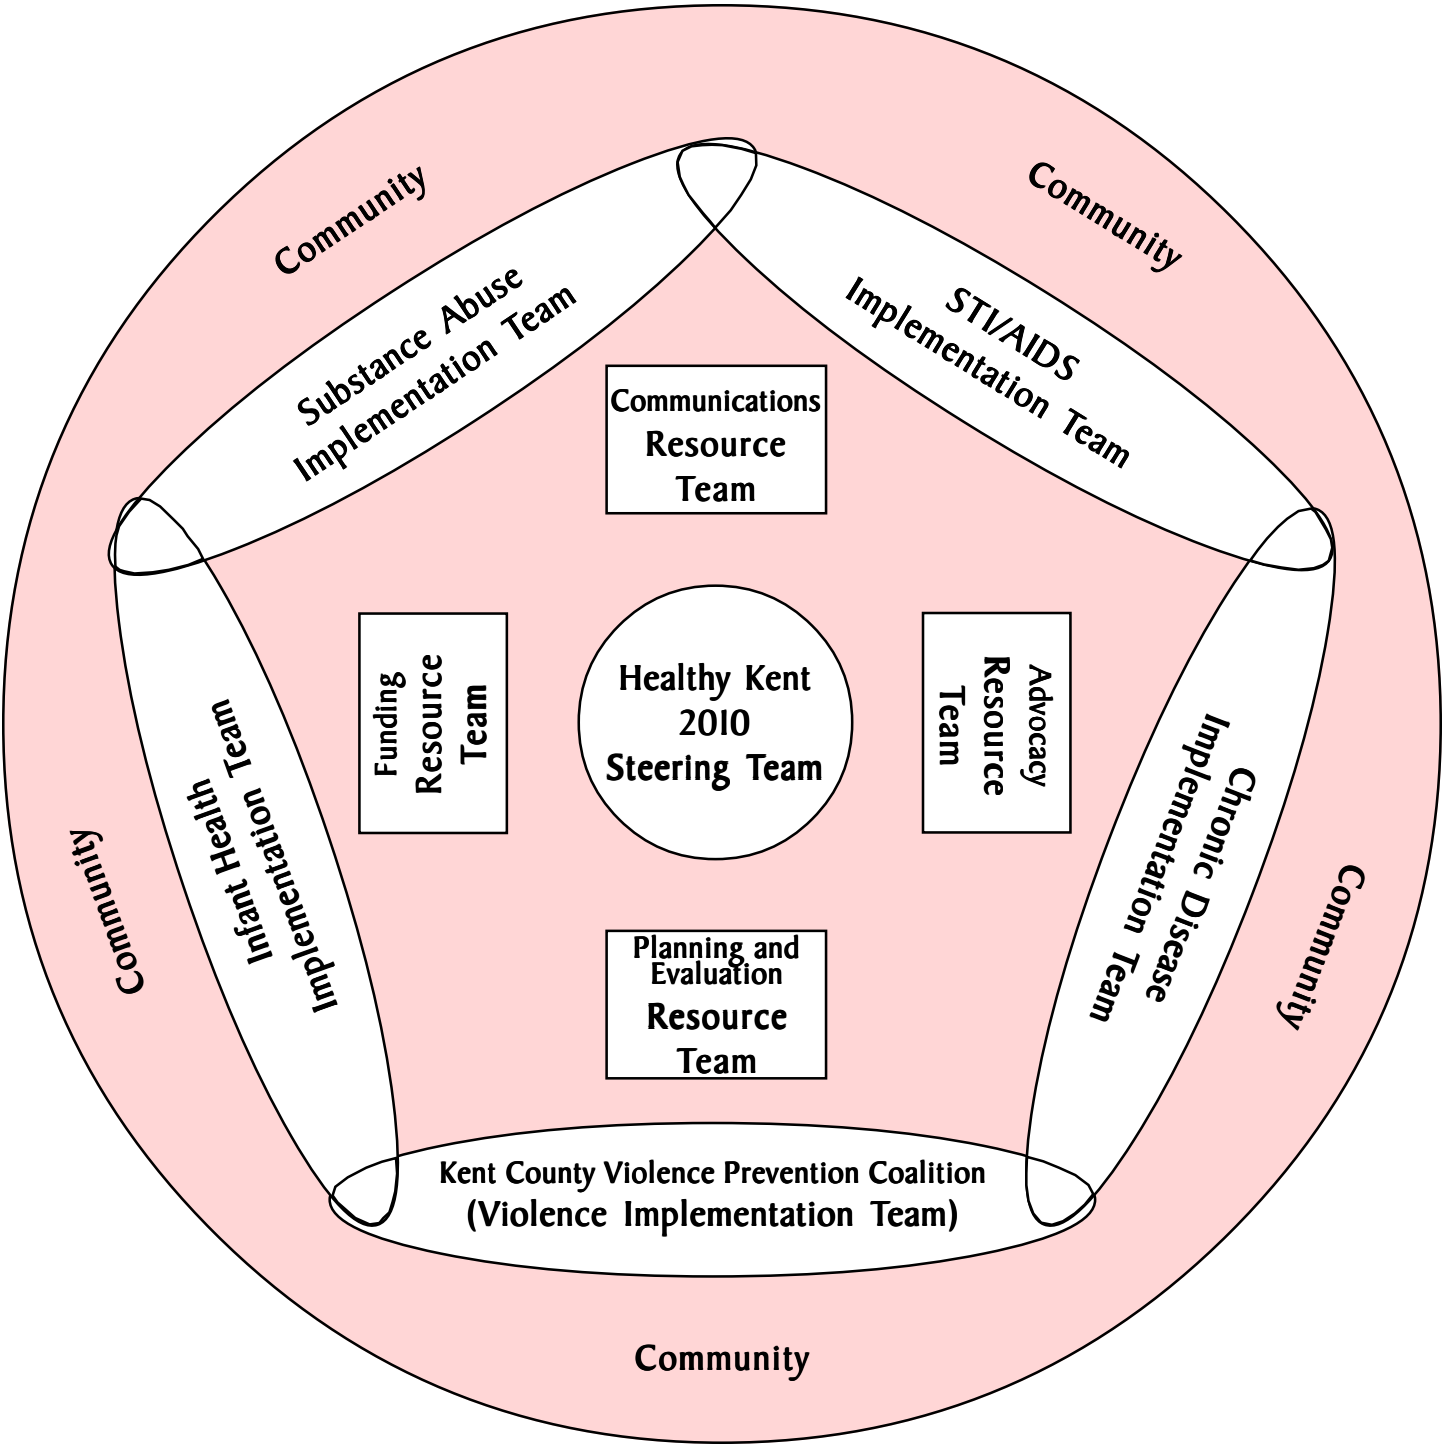 Community
Community
Substance Abuse
Implementation Team
STI/AIDS
Implementation Team
Communications
Resource
Team
Funding
Resource
Team
Healthy Kent
2010
Steering Team
Advocacy
Resource
Team
Infant Health
Implementation Team
Chronic Disease
Implementation Team
Community
Community
Planning and
Evaluation
Resource
Team
Kent County Violence Prevention Coalition
(Violence Implementation Team)
Community